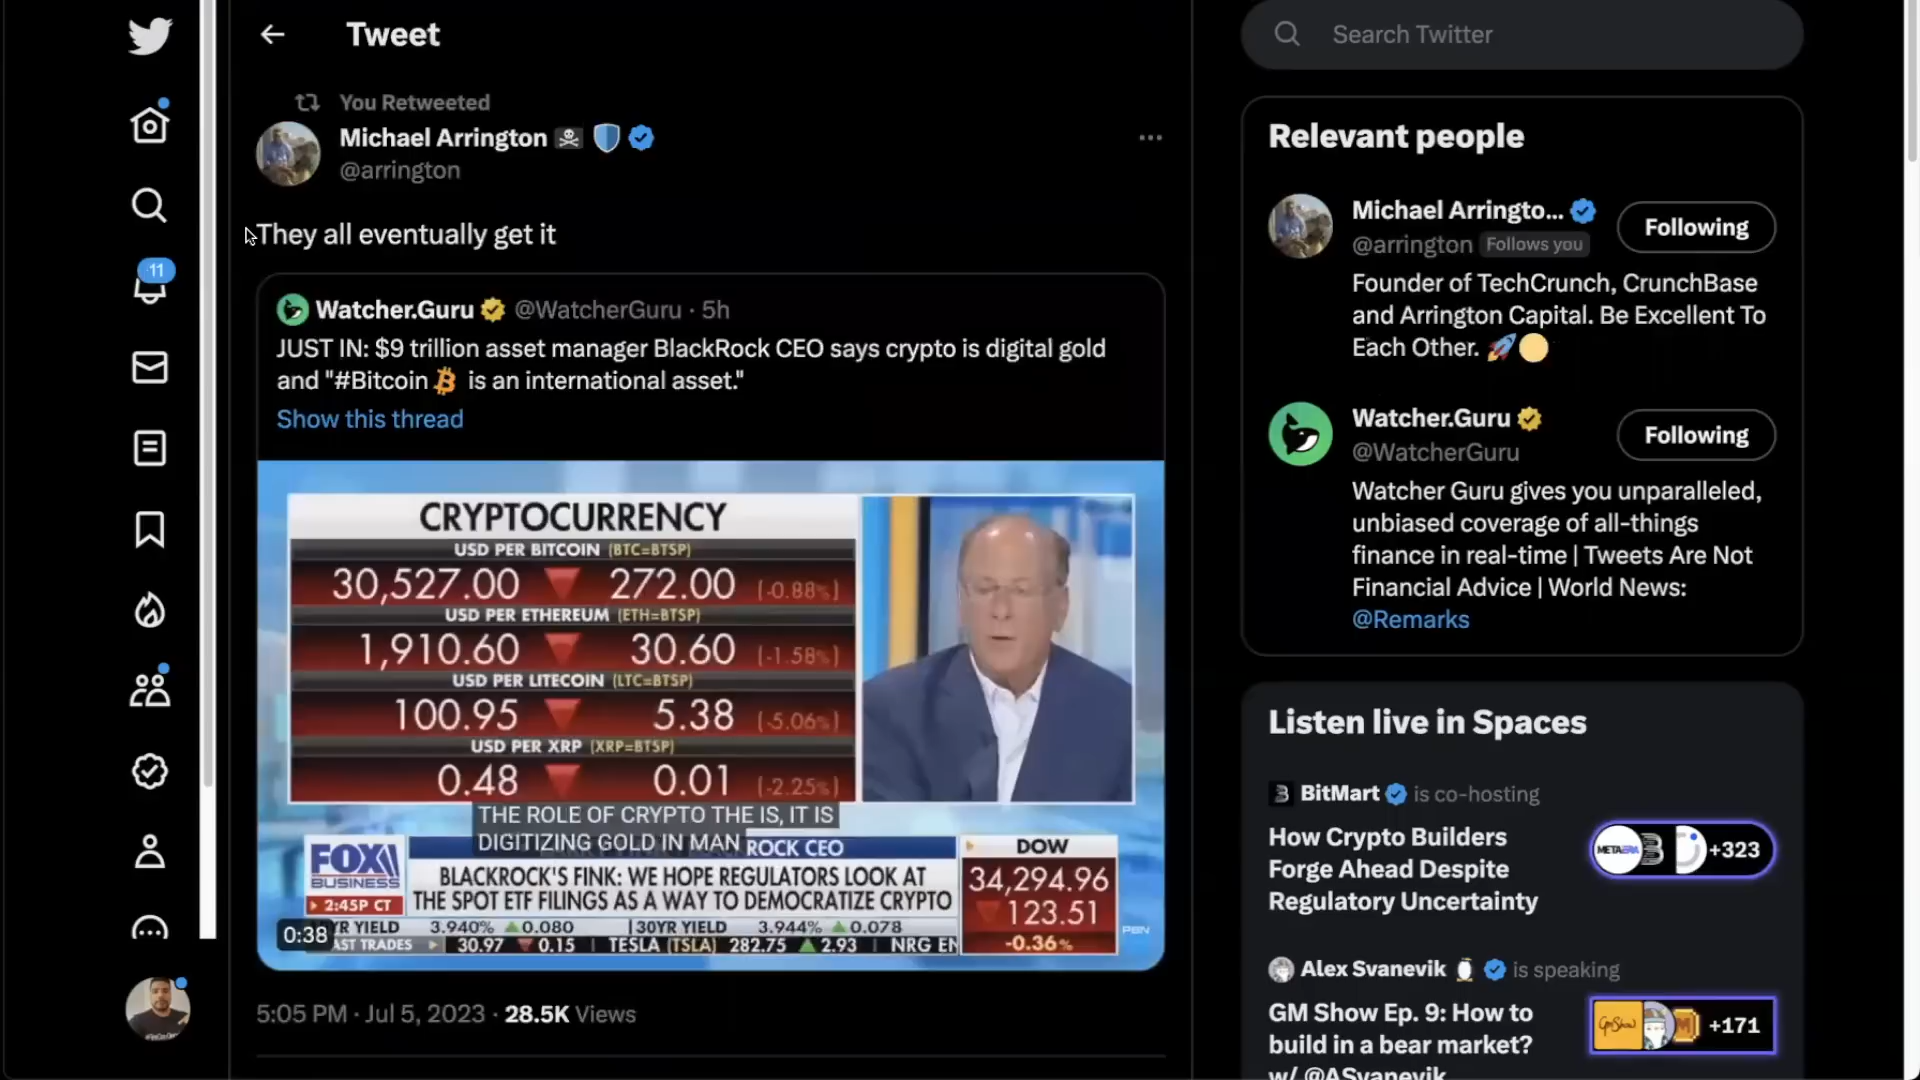 Tweet
You Retweeted
Michael Arrington
@arrington
They all eventually get it
Watcher.Guru @WatcherGuru · 5h
JUST IN: $9 trillion asset manager BlackRock CEO says crypto is digital gold
and "#Bitcoin is an international asset."
Show this thread
CRYPTOCURRENCY
USD PER BITCOIN (BTC=BTSP)
30,527.00 272.00 (-0.88%)
USD PER ETHEREUM (ETH=BTSP)
1,910.60 30.60 (-1.58%)
USD PER LITECOIN (LTC=BTSP)
100.95 5.38 (-5.06%)
USD PER XRP (XRP=BTSP)
0.48 0.01 (-2.25%)
THE ROLE OF CRYPTO THE IS, IT IS
DIGITIZING GOLD IN MAN
ROCK CEO
FOX
BUSINESS
2:45P CT
BLACKROCK'S FINK: WE HOPE REGULATORS LOOK AT
THE SPOT ETF FILINGS AS A WAY TO DEMOCRATIZE CRYPTO
DOW
34,294.96
123.51
-0.36%
YR YIELD 3.940% 0.080 30YR YIELD 3.944% 0.078
AST TRADES 30.97 0.15 TESLA (TSLA) 282.75 2.93 NRG EN
0:38
5:05 PM · Jul 5, 2023 · 28.5K Views
11
Search Twitter
Relevant people
Michael Arringto...
@arrington Follows you
Following
Founder of TechCrunch, CrunchBase
and Arrington Capital. Be Excellent To
Each Other.
Watcher.Guru
@WatcherGuru
Following
Watcher Guru gives you unparalleled,
unbiased coverage of all-things
finance in real-time | Tweets Are Not
Financial Advice | World News:
@Remarks
Listen live in Spaces
BitMart is co-hosting
How Crypto Builders
Forge Ahead Despite
Regulatory Uncertainty
+323
Alex Svanevik is speaking
GM Show Ep. 9: How to
build in a bear market?
w/ @ASvanevik
+171